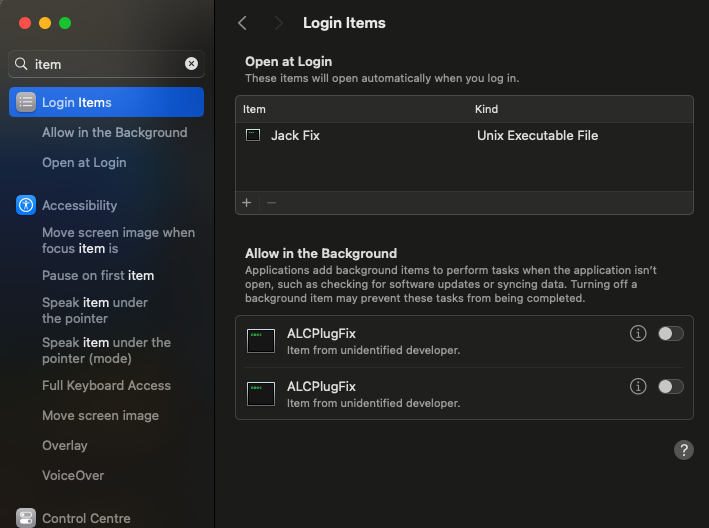 Login Items
item
Open at Login
These items will open automatically when you log in.
Login Items
Allow in the Background
Open at Login
Item Kind
Jack Fix Unix Executable File
Accessibility
Move screen image when
focus item is
Pause on first item
Speak item under
the pointer
Speak item under the
pointer (mode)
Full Keyboard Access
Move screen image
Overlay
VoiceOver
Control Centre
+ −
Allow in the Background
Applications add background items to perform tasks when the application isn't
open, such as checking for software updates or syncing data. Turning off a
background item may prevent these tasks from being completed.
ALCPlugFix
Item from unidentified developer.
ALCPlugFix
Item from unidentified developer.
?